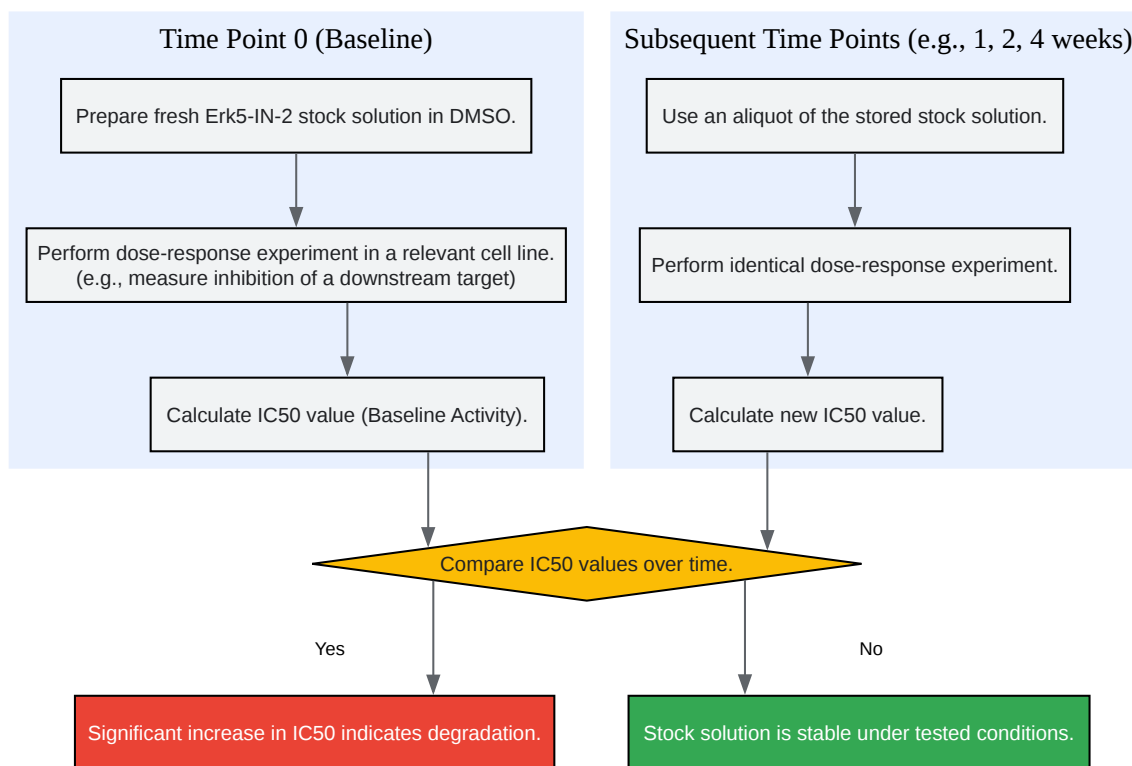 Time Point 0 (Baseline)
Prepare fresh Erk5-IN-2 stock solution in DMSO.
Perform dose-response experiment in a relevant cell line.
(e.g., measure inhibition of a downstream target)
Calculate IC50 value (Baseline Activity).
Subsequent Time Points (e.g., 1, 2, 4 weeks)
Use an aliquot of the stored stock solution.
Perform identical dose-response experiment.
Calculate new IC50 value.
Compare IC50 values over time.
Yes
No
Significant increase in IC50 indicates degradation.
Stock solution is stable under tested conditions.